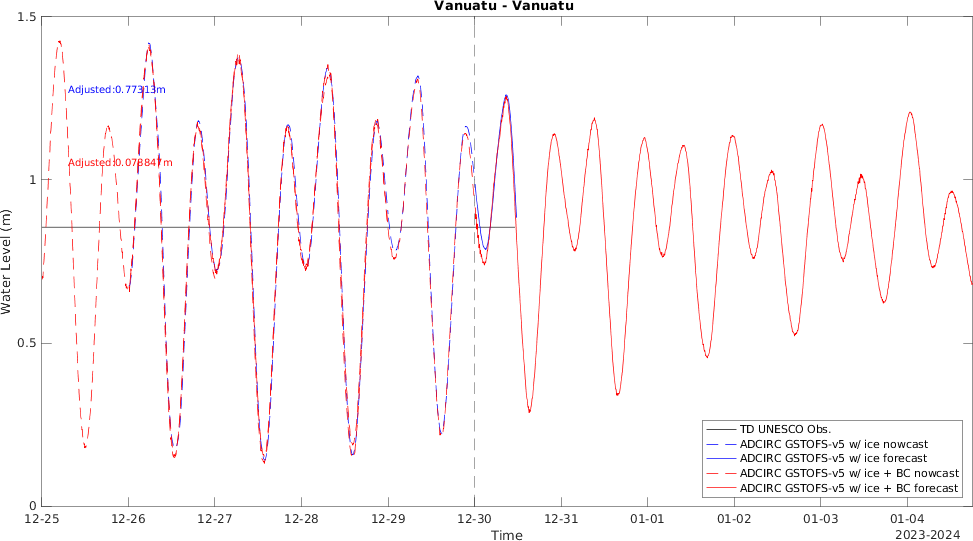 Vanuatu - Vanuatu
1.5
Adjusted:0.77313m
Adjusted:0.078847m
1
Water Level (m)
0.5
0
TD UNESCO Obs.
ADCIRC GSTOFS-v5 w/ ice nowcast
ADCIRC GSTOFS-v5 w/ ice forecast
ADCIRC GSTOFS-v5 w/ ice + BC nowcast
ADCIRC GSTOFS-v5 w/ ice + BC forecast
12-25 12-26 12-27 12-28 12-29 12-30 12-31 01-01 01-02 01-03 01-04
Time
2023-2024